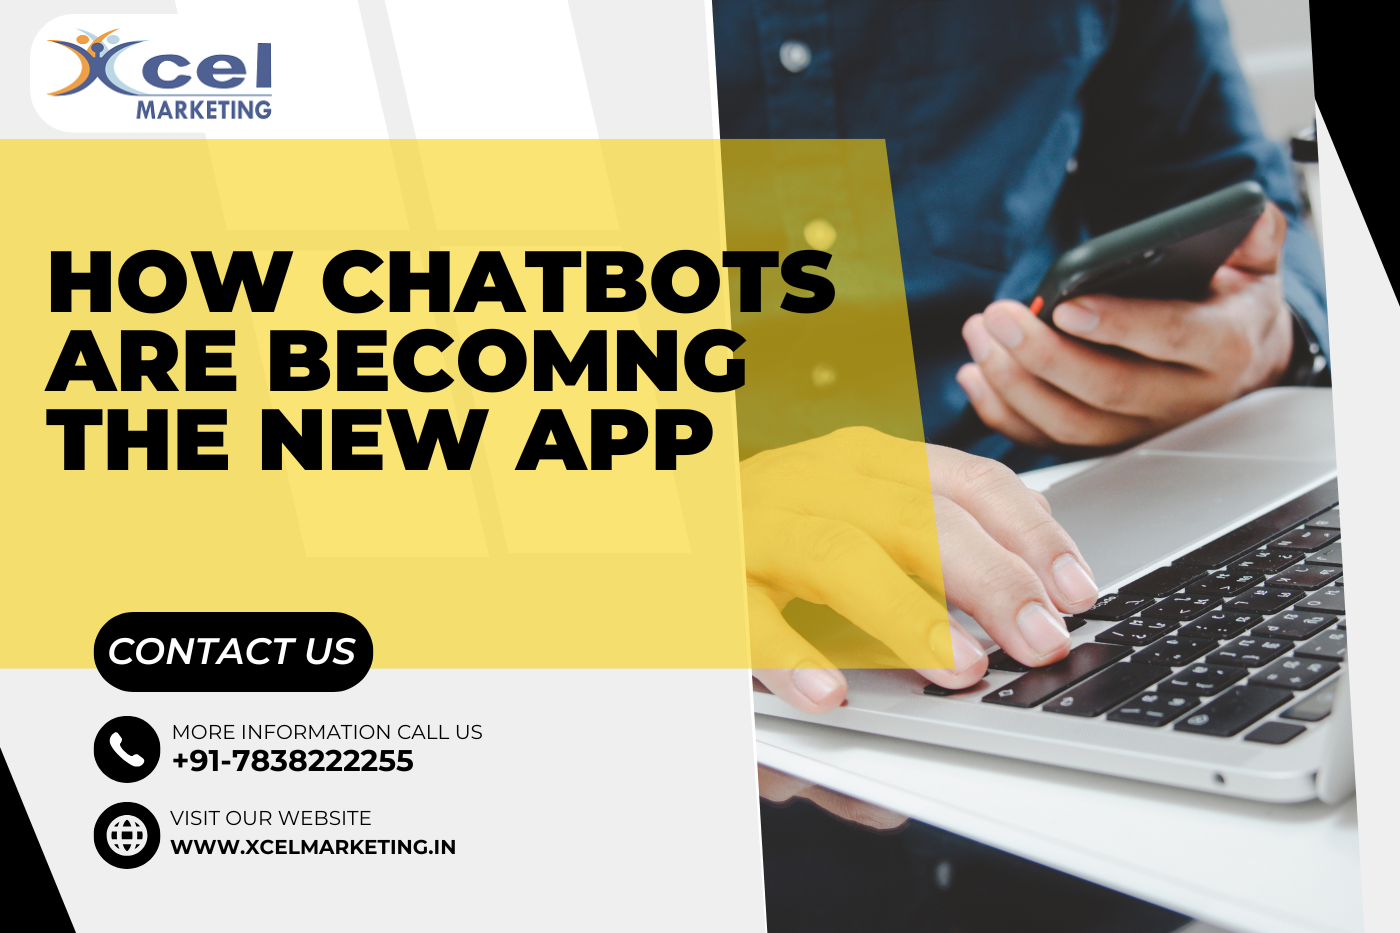 Xcel
MARKETING
HOW CHATBOTS
ARE BECOMNG
THE NEW APP
CONTACT US
MORE INFORMATION CALL US
+91-7838222255
VISIT OUR WEBSITE
WWW.XCELMARKETING.IN